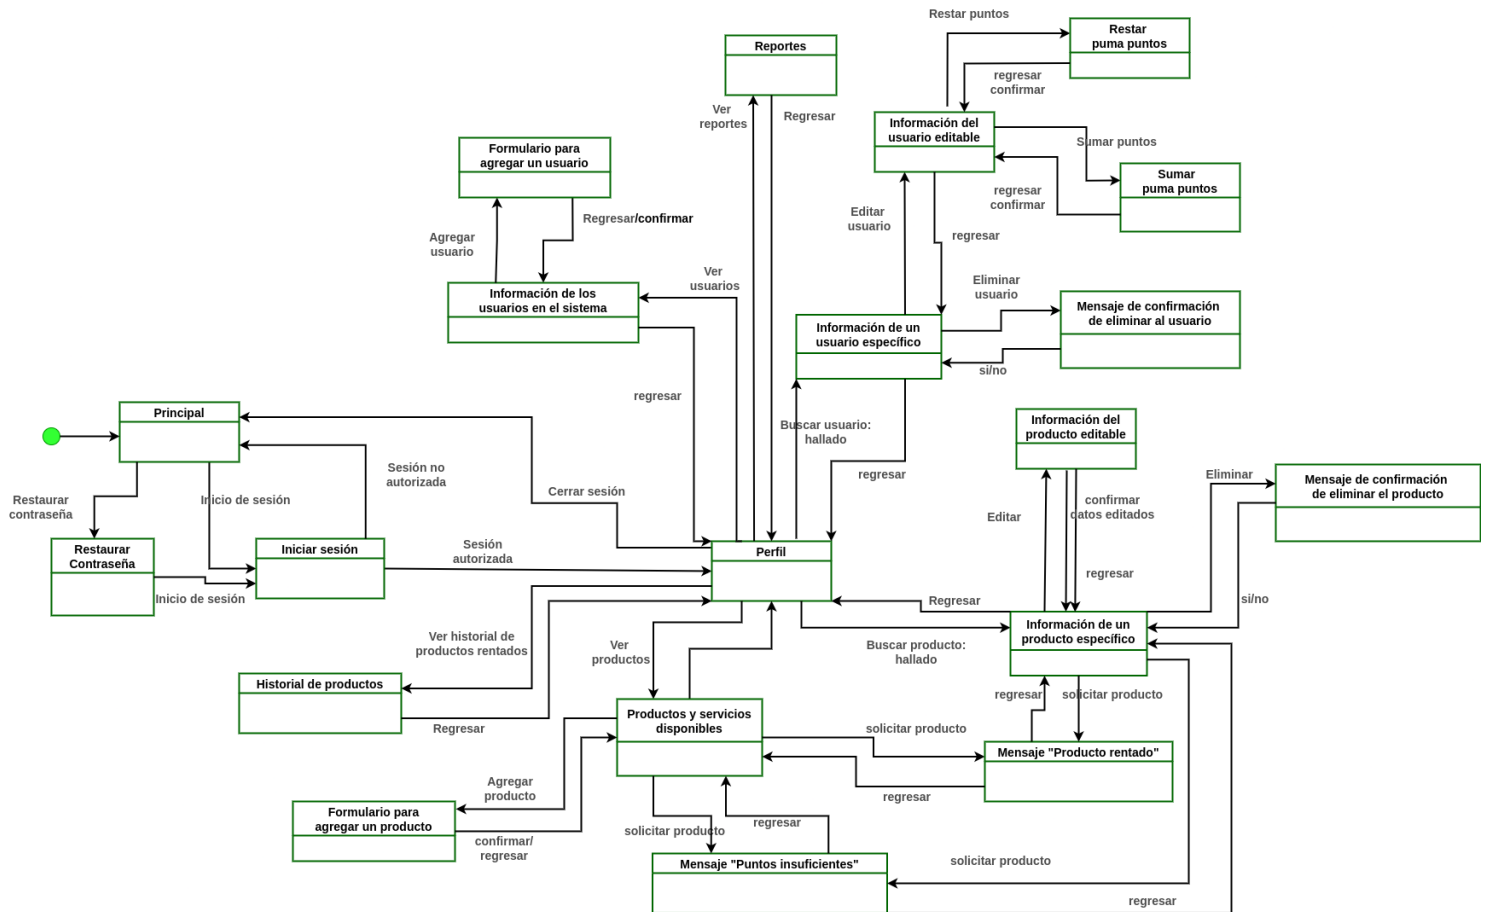 Restar puntos
Restar
puma puntos
Reportes
regresar
confirmar
Ver
reportes
Regresar
Información del
usuario editable
Sumar puntos
Formulario para
agregar un usuario
Sumar
puma puntos
regresar
confirmar
Editar
usuario
Regresar/confirmar
regresar
Agregar
usuario
Ver
usuarios
Eliminar
usuario
Información de los
usuarios en el sistema
Mensaje de confirmación
de eliminar al usuario
Información de un
usuario específico
si/no
regresar
Principal
Buscar usuario:
hallado
Información del
producto editable
Sesión no
autorizada
regresar
Eliminar
Mensaje de confirmación
de eliminar el producto
Restaurar
contraseña
Inicio de sesión
Cerrar sesión
confirmar
datos editados
Editar
Restaurar
Contraseña
Iniciar sesión
Sesión
autorizada
Perfil
regresar
Inicio de sesión
Regresar
si/no
Información de un
producto específico
Ver historial de
productos rentados
Ver
productos
Buscar producto:
hallado
Historial de productos
regresar
solicitar producto
Productos y servicios
disponibles
Regresar
solicitar producto
Mensaje "Producto rentado"
Agregar
producto
regresar
Formulario para
agregar un producto
solicitar producto
regresar
confirmar/
regresar
Mensaje "Puntos insuficientes"
solicitar producto
regresar